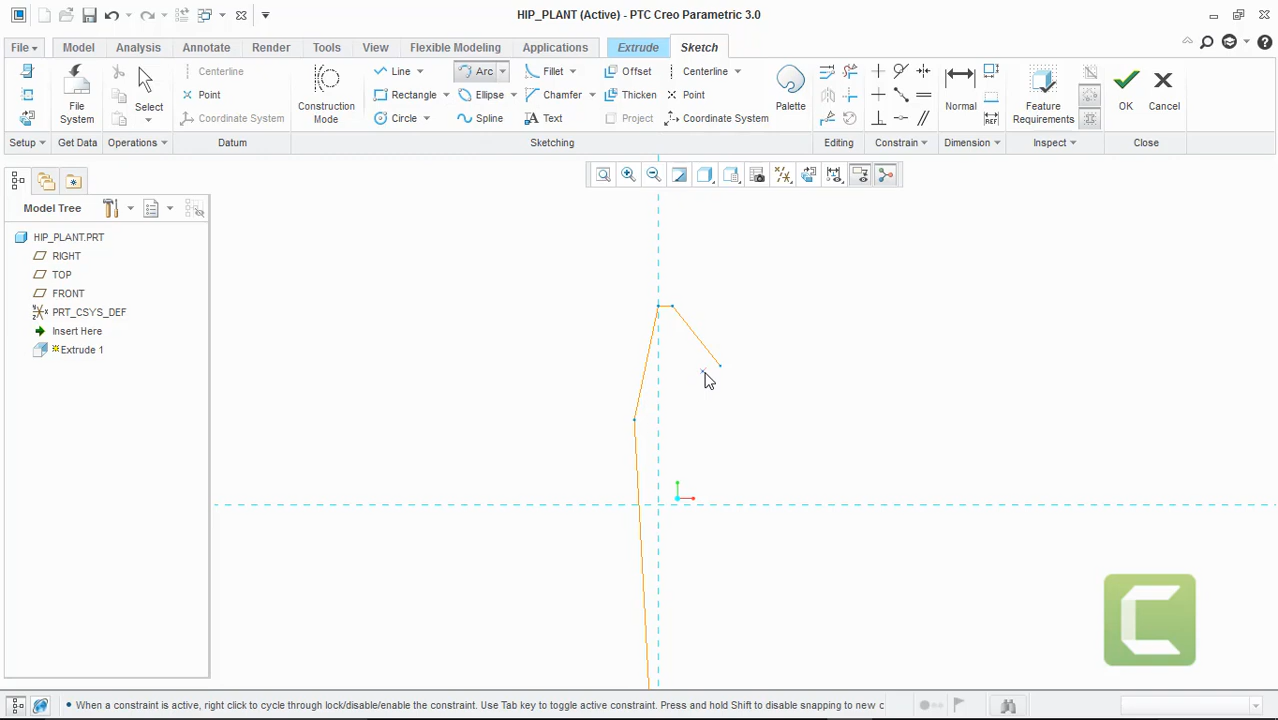 HIP_PLANT (Active) - PTC Creo Parametric 3.0
File Model Analysis Annotate Render Tools View Flexible Modeling Applications Extrude Sketch
Centerline Line Arc Fillet Offset Centerline
Point Rectangle Ellipse Chamfer Thicken Point
File System Select Coordinate System Construction Mode Circle Spline Text Project Coordinate System Palette Normal Feature Requirements OK Cancel
Setup Get Data Operations Datum Sketching Editing Constrain Dimension Inspect Close
Model Tree
HIP_PLANT.PRT
RIGHT
TOP
FRONT
PRT_CSYS_DEF
Insert Here
Extrude 1
When a constraint is active, right click to cycle through lock/disable/enable the constraint. Use Tab key to toggle active constraint. Press and hold Shift to disable snapping to new c